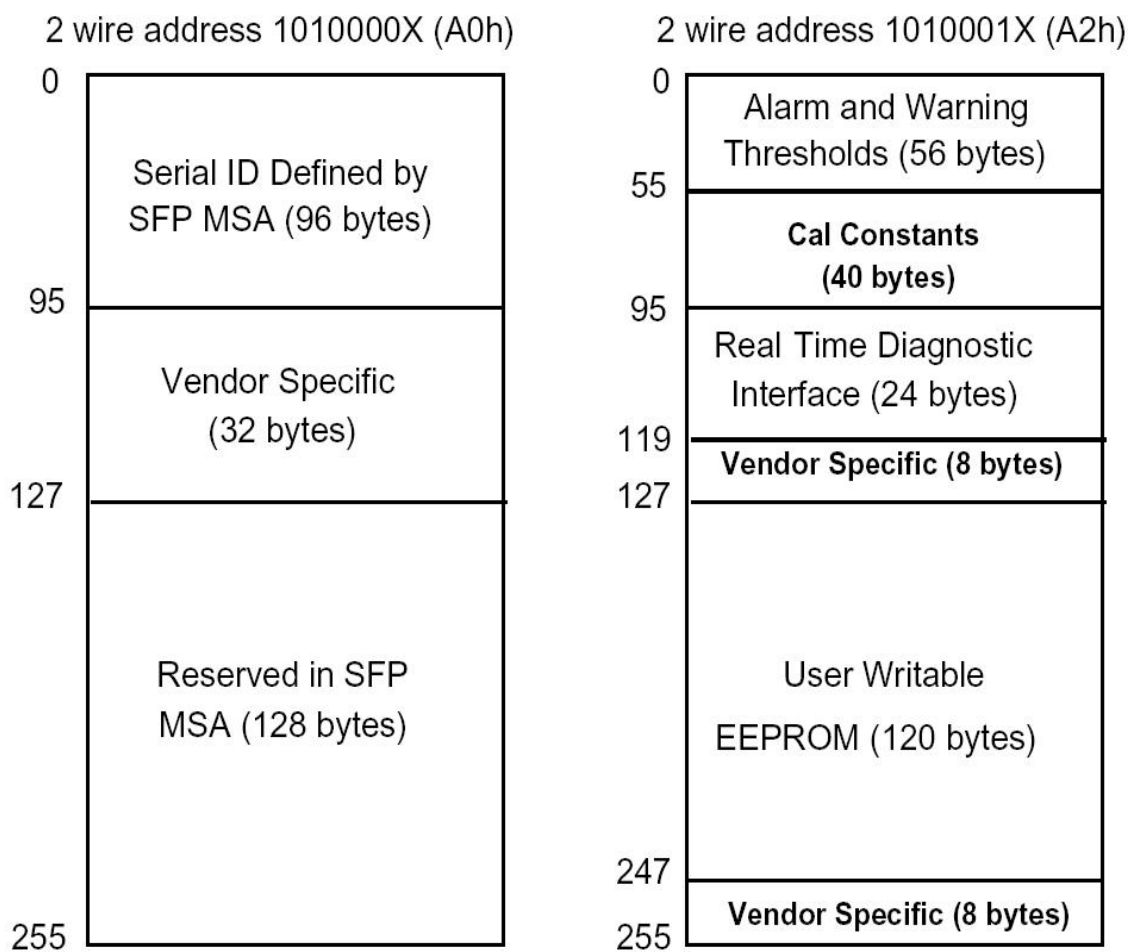 2 wire address 1010000X (A0h)
0
Serial ID Defined by
SFP MSA (96 bytes)
95
Vendor Specific
(32 bytes)
127
Reserved in SFP
MSA (128 bytes)
255
2 wire address 1010001X (A2h)
0
Alarm and Warning
Thresholds (56 bytes)
55
Cal Constants
(40 bytes)
95
Real Time Diagnostic
Interface (24 bytes)
119
Vendor Specific (8 bytes)
127
User Writable
EEPROM (120 bytes)
247
Vendor Specific (8 bytes)
255